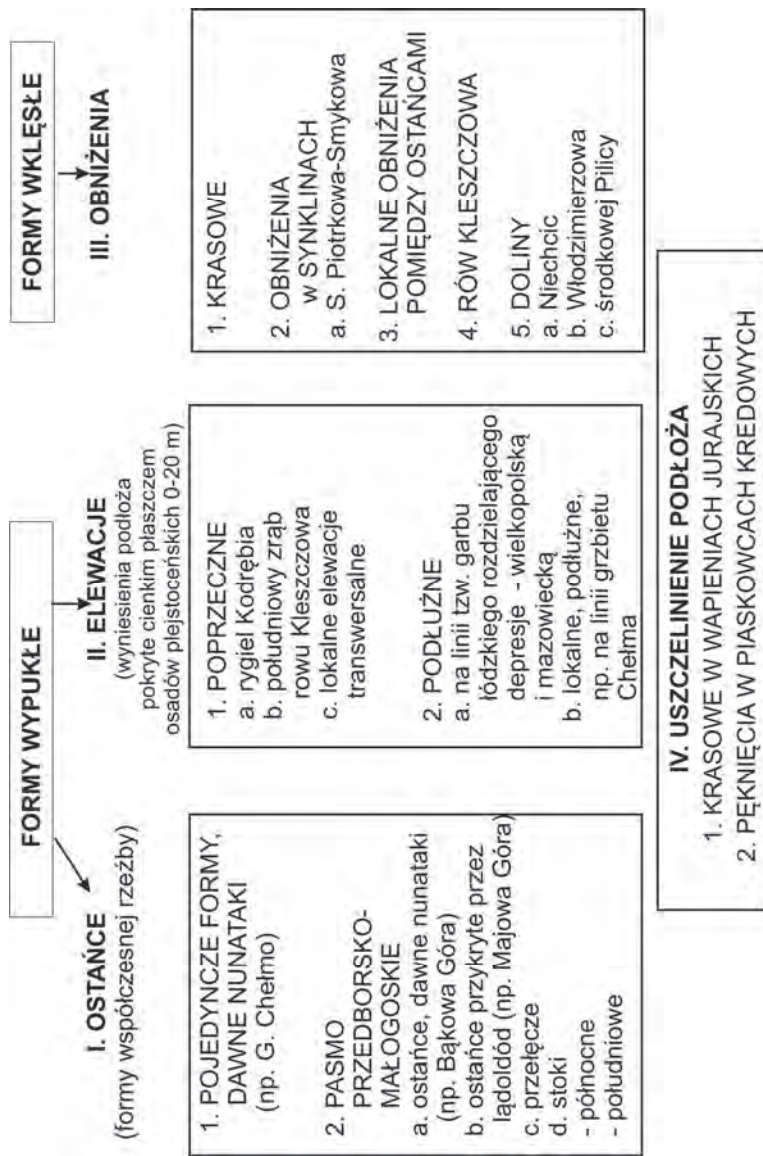 FORMY WYPUKŁE
I. OSTAŃCE
(formy współczesnej rzeźby)
1. POJEDYNCZE FORMY,
DAWNE NUNATAKI
(np. G. Chełmo)
2. PASMO
PRZEDBORSKO-
MAŁOGOSKIE
a. ostańce, dawne nunataki
(np. Bąkowa Góra)
b. ostańce przykryte przez
lądoldód (np. Majowa Góra)
c. przełęcze
d. stoki
- północne
- południowe
II. ELEWACJE
(wyniesienia podłoża
pokryte cienkim płaszczem
osadów plejstoceńskich 0-20 m)
1. POPRZECZNE
a. rygiel Kodrębia
b. południowy zrąb
rowu Kleszczowa
c. lokalne elewacje
transwersalne
2. PODŁUŻNE
a. na linii tzw. garbu
łódzkiego rozdzielającego
depresje - wielkopolską
i mazowiecką
b. lokalne, podłużne,
np. na linii grzbietu
Chełma
FORMY WKLĘSŁE
III. OBNIŻENIA
1. KRASOWE
2. OBNIŻENIA
w SYNKLINACH
a. S. Piotrkowa-Smykowa
3. LOKALNE OBNIŻENIA
POMIĘDZY OSTAŃCAMI
4. RÓW KLESZCZOWA
5. DOLINY
a. Niechcic
b. Włodzimierzowa
c. środkowej Pilicy
IV. USZCZELINIENIE PODŁOŻA
1. KRASOWE W WAPIENIACH JURAJSKICH
2. PĘKNIĘCIA W PIASKOWCACH KREDOWYCH